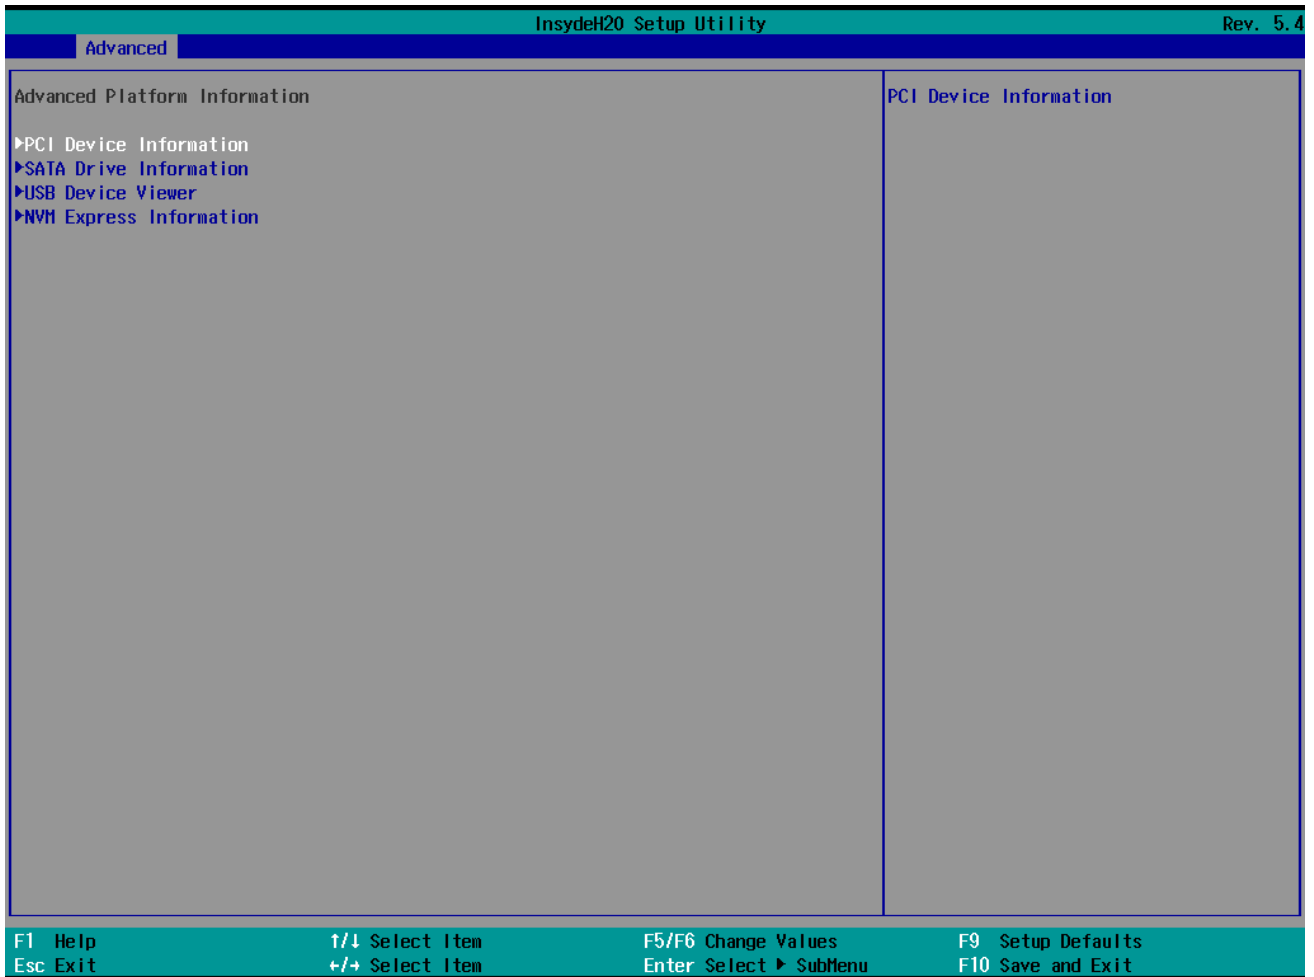 InsydeH20 Setup Utility Rev. 5.4
Advanced
Advanced Platform Information
PCI Device Information
▶PCI Device Information
▶SATA Drive Information
▶USB Device Viewer
▶NVM Express Information
F1 Help ↑/↓ Select Item F5/F6 Change Values F9 Setup Defaults
Esc Exit ←/→ Select Item Enter Select ▶ SubMenu F10 Save and Exit